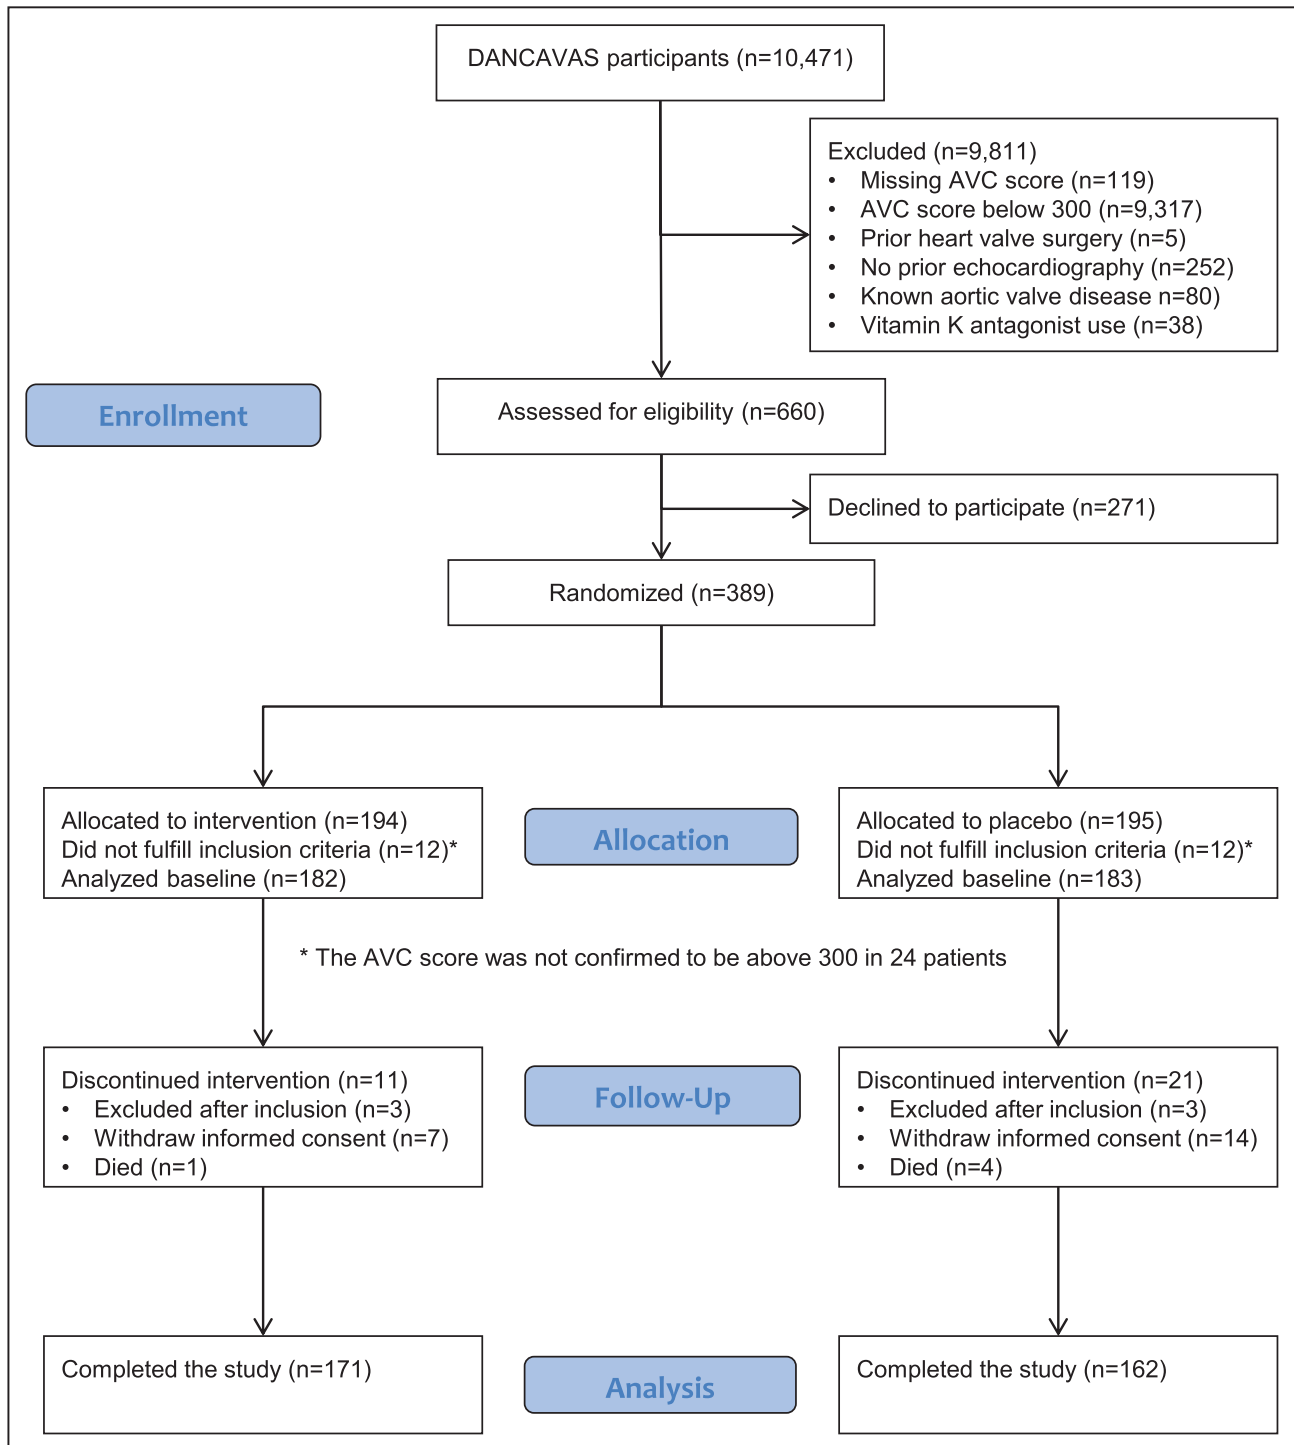 DANCAVAS participants (n=10,471)
Excluded (n=9,811)
• Missing AVC score (n=119)
• AVC score below 300 (n=9,317)
• Prior heart valve surgery (n=5)
• No prior echocardiography (n=252)
• Known aortic valve disease n=80)
• Vitamin K antagonist use (n=38)
Enrollment
Assessed for eligibility (n=660)
Declined to participate (n=271)
Randomized (n=389)
Allocated to intervention (n=194)
Did not fulfill inclusion criteria (n=12)*
Analyzed baseline (n=182)
Allocation
Allocated to placebo (n=195)
Did not fulfill inclusion criteria (n=12)*
Analyzed baseline (n=183)
* The AVC score was not confirmed to be above 300 in 24 patients
Discontinued intervention (n=11)
• Excluded after inclusion (n=3)
• Withdraw informed consent (n=7)
• Died (n=1)
Follow-Up
Discontinued intervention (n=21)
• Excluded after inclusion (n=3)
• Withdraw informed consent (n=14)
• Died (n=4)
Completed the study (n=171)
Analysis
Completed the study (n=162)